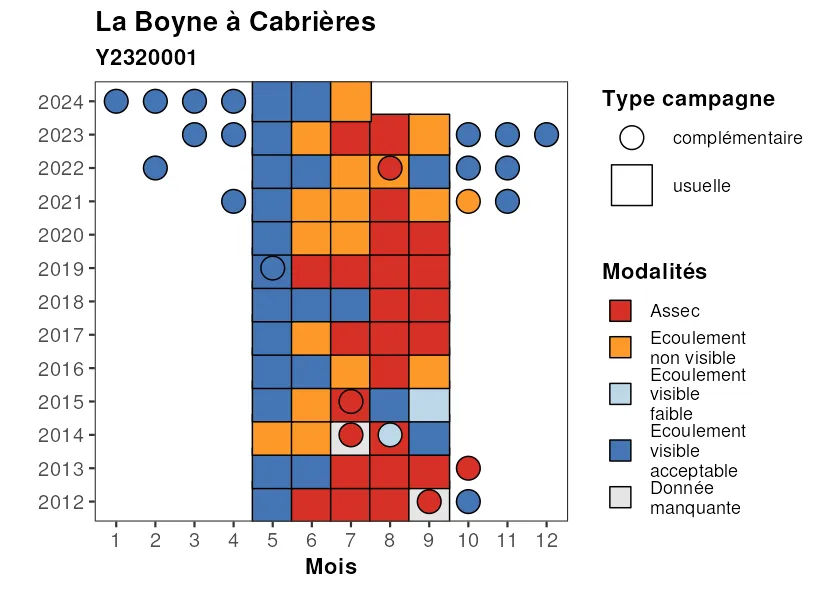 La Boyne à Cabrières
Y2320001
2024
2023
2022
2021
2020
2019
2018
2017
2016
2015
2014
2013
2012
1 2 3 4 5 6 7 8 9 10 11 12
Mois
Type campagne
complémentaire
usuelle
Modalités
Assec
Ecoulement
non visible
Ecoulement
visible
faible
Ecoulement
visible
acceptable
Donnée
manquante